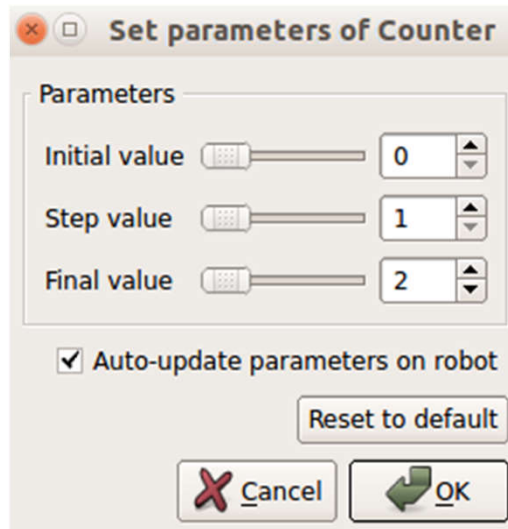 Set parameters of Counter
Parameters
Initial value 0
Step value 1
Final value 2
Auto-update parameters on robot
Reset to default
Cancel OK